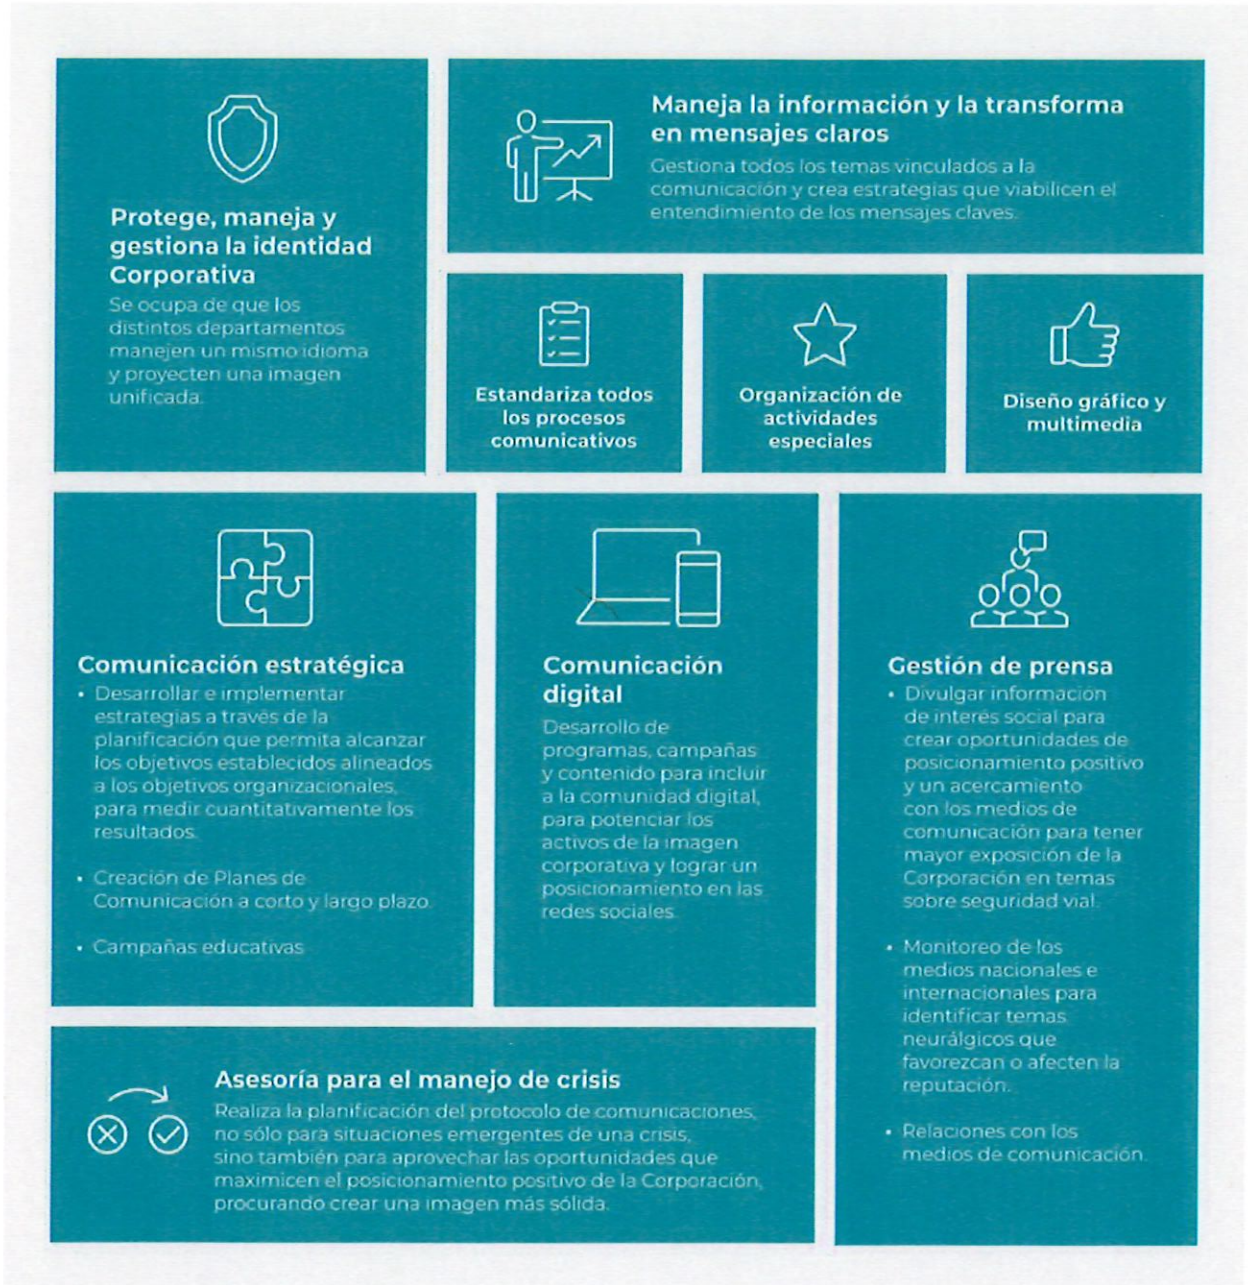 Protege, maneja y
gestiona la identidad
Corporativa
Se ocupa de que los
distintos departamentos
manejen un mismo idioma
y proyecten una imagen
unificada.
Maneja la información y la transforma
en mensajes claros
Gestiona todos los temas vinculados a la
comunicación y crea estrategias que viabilicen el
entendimiento de los mensajes claves.
Estandariza todos
los procesos
comunicativos
Organización de
actividades
especiales
Diseño gráfico y
multimedia
Comunicación estratégica
• Desarrollar e implementar
estrategias a través de la
planificación que permita alcanzar
los objetivos establecidos alineados
a los objetivos organizacionales,
para medir cuantitativamente los
resultados.
• Creación de Planes de
Comunicación a corto y largo plazo.
• Campañas educativas
Comunicación
digital
Desarrollo de
programas, campañas
y contenido para incluir
a la comunidad digital,
para potenciar los
activos de la imagen
corporativa y lograr un
posicionamiento en las
redes sociales.
Gestión de prensa
• Divulgar información
de interés social para
crear oportunidades de
posicionamiento positivo
y un acercamiento
con los medios de
comunicación para tener
mayor exposición de la
Corporación en temas
sobre seguridad vial.
• Monitoreo de los
medios nacionales e
internacionales para
identificar temas
neurálgicos que
favorezcan o afecten la
reputación.
• Relaciones con los
medios de comunicación.
Asesoría para el manejo de crisis
Realiza la planificación del protocolo de comunicaciones,
no sólo para situaciones emergentes de una crisis,
sino también para aprovechar las oportunidades que
maximicen el posicionamiento positivo de la Corporación,
procurando crear una imagen más sólida.